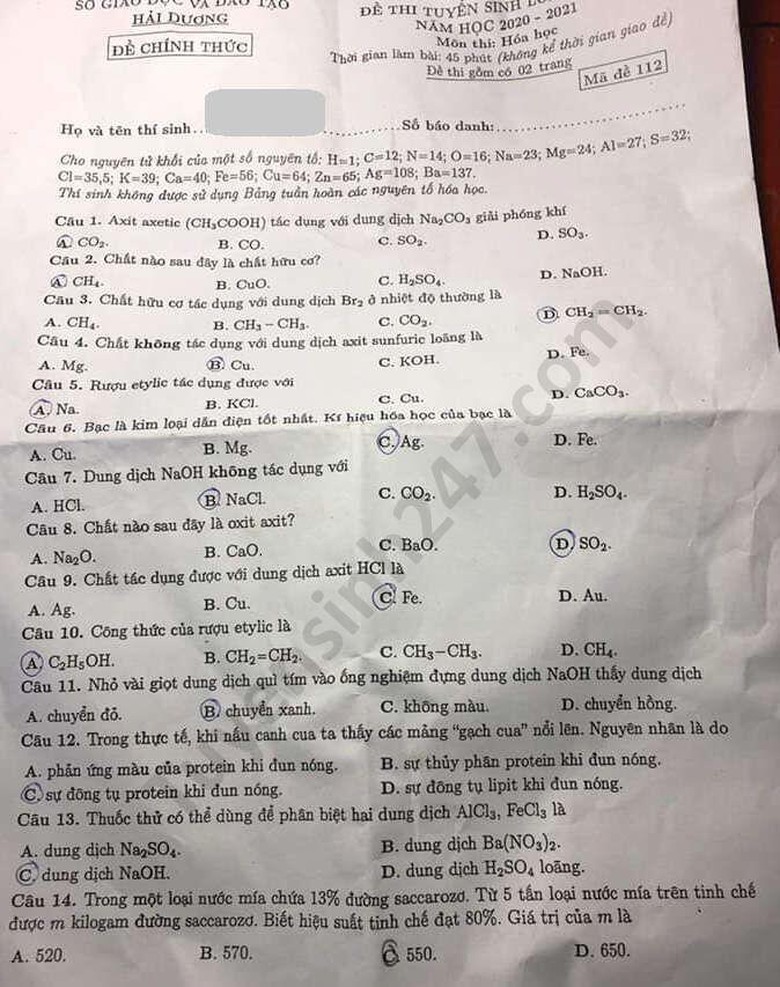 SỞ GIÁO DỤC VÀ ĐÀO TẠO
HẢI DƯƠNG
ĐỀ CHÍNH THỨC
ĐỀ THI TUYỂN SINH
NĂM HỌC 2020 - 2021
Môn thi: Hóa học
Thời gian làm bài: 45 phút (không kể thời gian giao đề)
Đề thi gồm có 02 trang
Mã đề 112
Họ và tên thí sinh... Số báo danh:...
Cho nguyên tử khối của một số nguyên tố: H=1; C=12; N=14; O=16; Na=23; Mg=24; Al=27; S=32;
Cl=35,5; K=39; Ca=40; Fe=56; Cu=64; Zn=65; Ag=108; Ba=137.
Thí sinh không được sử dụng Bảng tuần hoàn các nguyên tố hóa học.
Câu 1. Axit axetic (CH₃COOH) tác dụng với dung dịch Na₂CO₃ giải phóng khí
A. CO₂. B. CO. C. SO₂. D. SO₃.
Câu 2. Chất nào sau đây là chất hữu cơ?
A. CH₄. B. CuO. C. H₂SO₄. D. NaOH.
Câu 3. Chất hữu cơ tác dụng với dung dịch Br₂ ở nhiệt độ thường là
A. CH₄. B. CH₃ – CH₃. C. CO₂. D. CH₂ = CH₂.
Câu 4. Chất không tác dụng với dung dịch axit sunfuric loãng là
A. Mg. B. Cu. C. KOH. D. Fe.
Câu 5. Rượu etylic tác dụng được với
A. Na. B. KCl. C. Cu. D. CaCO₃.
Câu 6. Bạc là kim loại dẫn điện tốt nhất. Kí hiệu hóa học của bạc là
A. Cu. B. Mg. C. Ag. D. Fe.
Câu 7. Dung dịch NaOH không tác dụng với
A. HCl. B. NaCl. C. CO₂. D. H₂SO₄.
Câu 8. Chất nào sau đây là oxit axit?
A. Na₂O. B. CaO. C. BaO. D. SO₂.
Câu 9. Chất tác dụng được với dung dịch axit HCl là
A. Ag. B. Cu. C. Fe. D. Au.
Câu 10. Công thức của rượu etylic là
A. C₂H₅OH. B. CH₂=CH₂. C. CH₃–CH₃. D. CH₄.
Câu 11. Nhỏ vài giọt dung dịch quì tím vào ống nghiệm đựng dung dịch NaOH thấy dung dịch
A. chuyển đỏ. B. chuyển xanh. C. không màu. D. chuyển hồng.
Câu 12. Trong thực tế, khi nấu canh cua ta thấy các mảng "gạch cua" nổi lên. Nguyên nhân là do
A. phản ứng màu của protein khi đun nóng. B. sự thủy phân protein khi đun nóng.
C. sự đông tụ protein khi đun nóng. D. sự đông tụ lipit khi đun nóng.
Câu 13. Thuốc thử có thể dùng để phân biệt hai dung dịch AlCl₃, FeCl₃ là
A. dung dịch Na₂SO₄. B. dung dịch Ba(NO₃)₂.
C. dung dịch NaOH. D. dung dịch H₂SO₄ loãng.
Câu 14. Trong một loại nước mía chứa 13% đường saccarozơ. Từ 5 tấn loại nước mía trên tinh chế
được m kilogam đường saccarozơ. Biết hiệu suất tinh chế đạt 80%. Giá trị của m là
A. 520. B. 570. C. 550. D. 650.